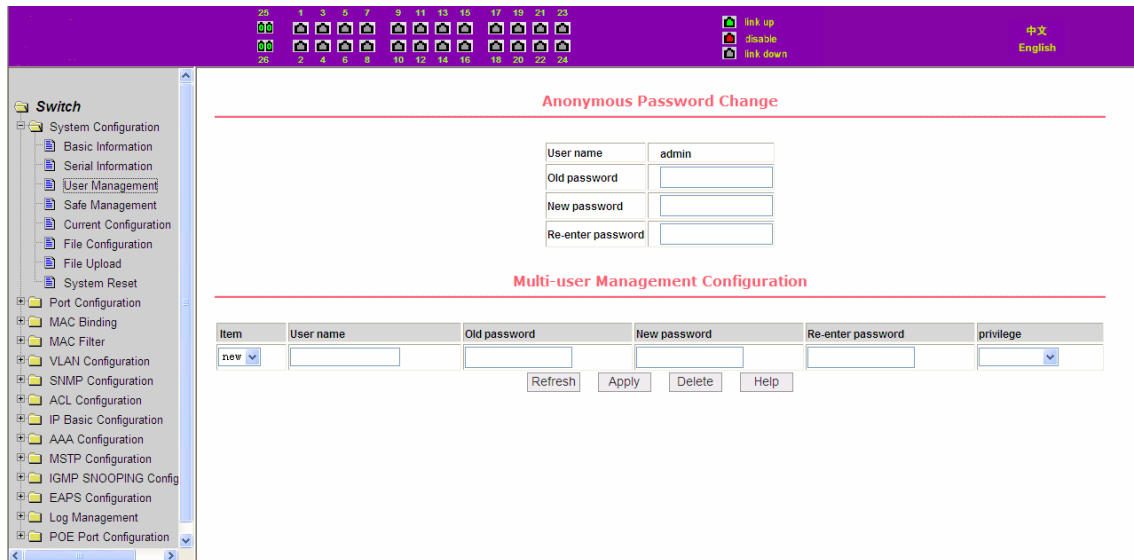 25 1 3 5 7 9 11 13 15 17 19 21 23
26 2 4 6 8 10 12 14 16 18 20 22 24
link up
disable
link down
中文
English
Switch
System Configuration
Basic Information
Serial Information
User Management
Safe Management
Current Configuration
File Configuration
File Upload
System Reset
Port Configuration
MAC Binding
MAC Filter
VLAN Configuration
SNMP Configuration
ACL Configuration
IP Basic Configuration
AAA Configuration
MSTP Configuration
IGMP SNOOPING Config
EAPS Configuration
Log Management
POE Port Configuration
Anonymous Password Change
User name admin
Old password
New password
Re-enter password
Multi-user Management Configuration
Item User name Old password New password Re-enter password privilege
new
Refresh Apply Delete Help